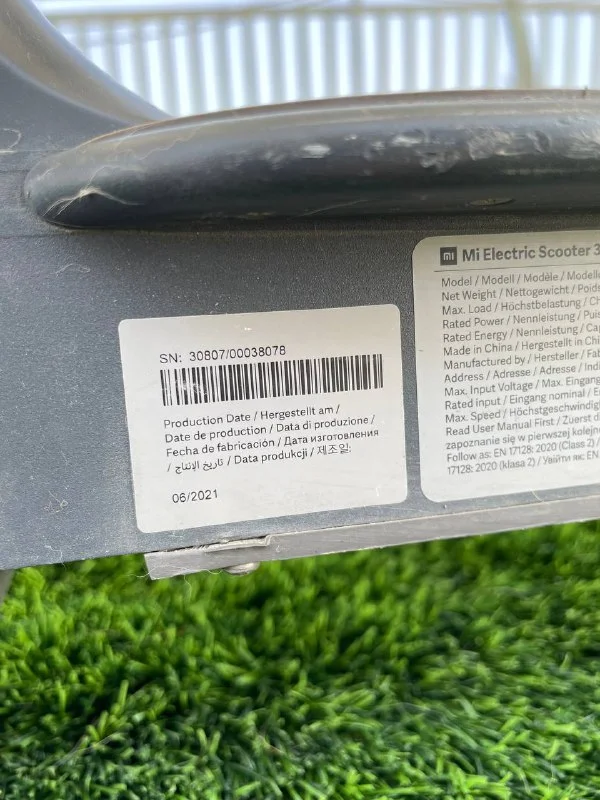 SN: 30807/00038078
Production Date / Hergestellt am /
Date de production / Data di produzione /
Fecha de fabricación / Дата изготовления
/ تاريخ الإنتاج / Data produkcji / 제조일:
06/2021
mi Mi Electric Scooter 3
Model / Modell / Modèle / Modelle
Net Weight / Nettogewicht / Poids
Max. Load / Höchstbelastung / Ch
Rated Power / Nennleistung / Puis
Rated Energy / Nennleistung / Cap
Made in China / Hergestellt in Chi
Manufactured by / Hersteller / Fab
Address / Adresse / Adresse / Indi
Max. Input Voltage / Max. Eingang
Rated input / Eingang nominal / E
Max. Speed / Höchstgeschwindig
Read User Manual First / Zuerst d
zapoznanie się w pierwszej kolejn
Follow as: EN 17128: 2020 (Class 2) /
17128: 2020 (klasa 2) / EN